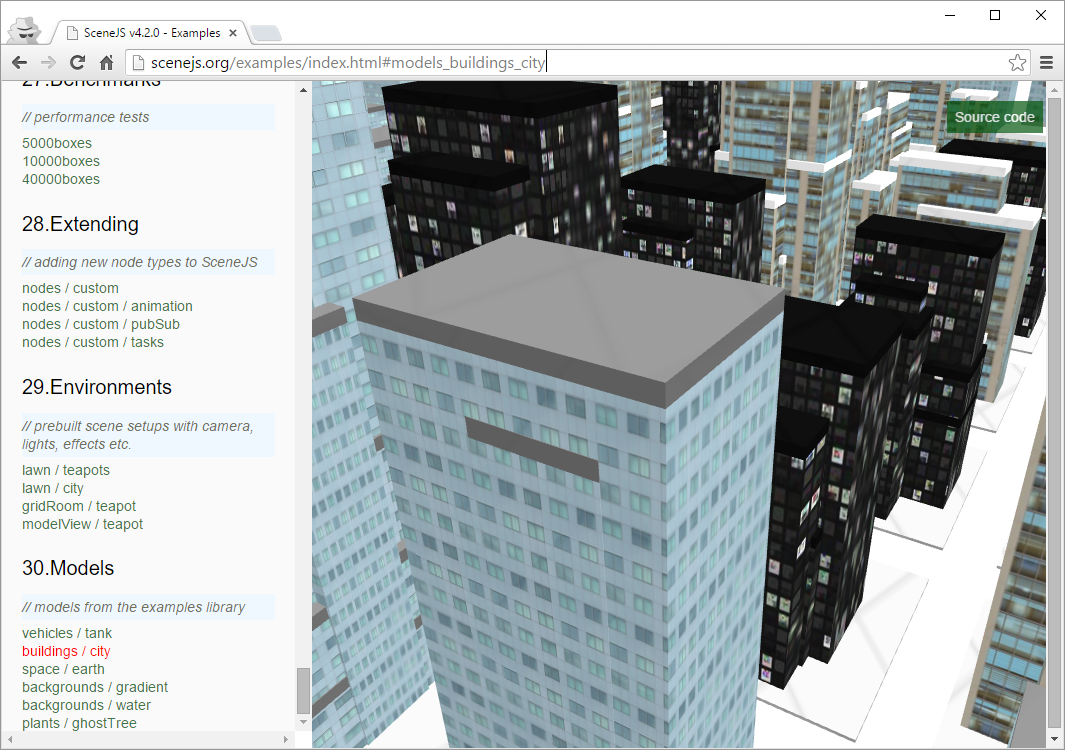 SceneJS v4.2.0 - Examples
scenejs.org/examples/index.html#models_buildings_city
27.Benchmarks
// performance tests
5000boxes
10000boxes
40000boxes
28.Extending
// adding new node types to SceneJS
nodes / custom
nodes / custom / animation
nodes / custom / pubSub
nodes / custom / tasks
29.Environments
// prebuilt scene setups with camera,
lights, effects etc.
lawn / teapots
lawn / city
gridRoom / teapot
modelView / teapot
30.Models
// models from the examples library
vehicles / tank
buildings / city
space / earth
backgrounds / gradient
backgrounds / water
plants / ghostTree
Source code